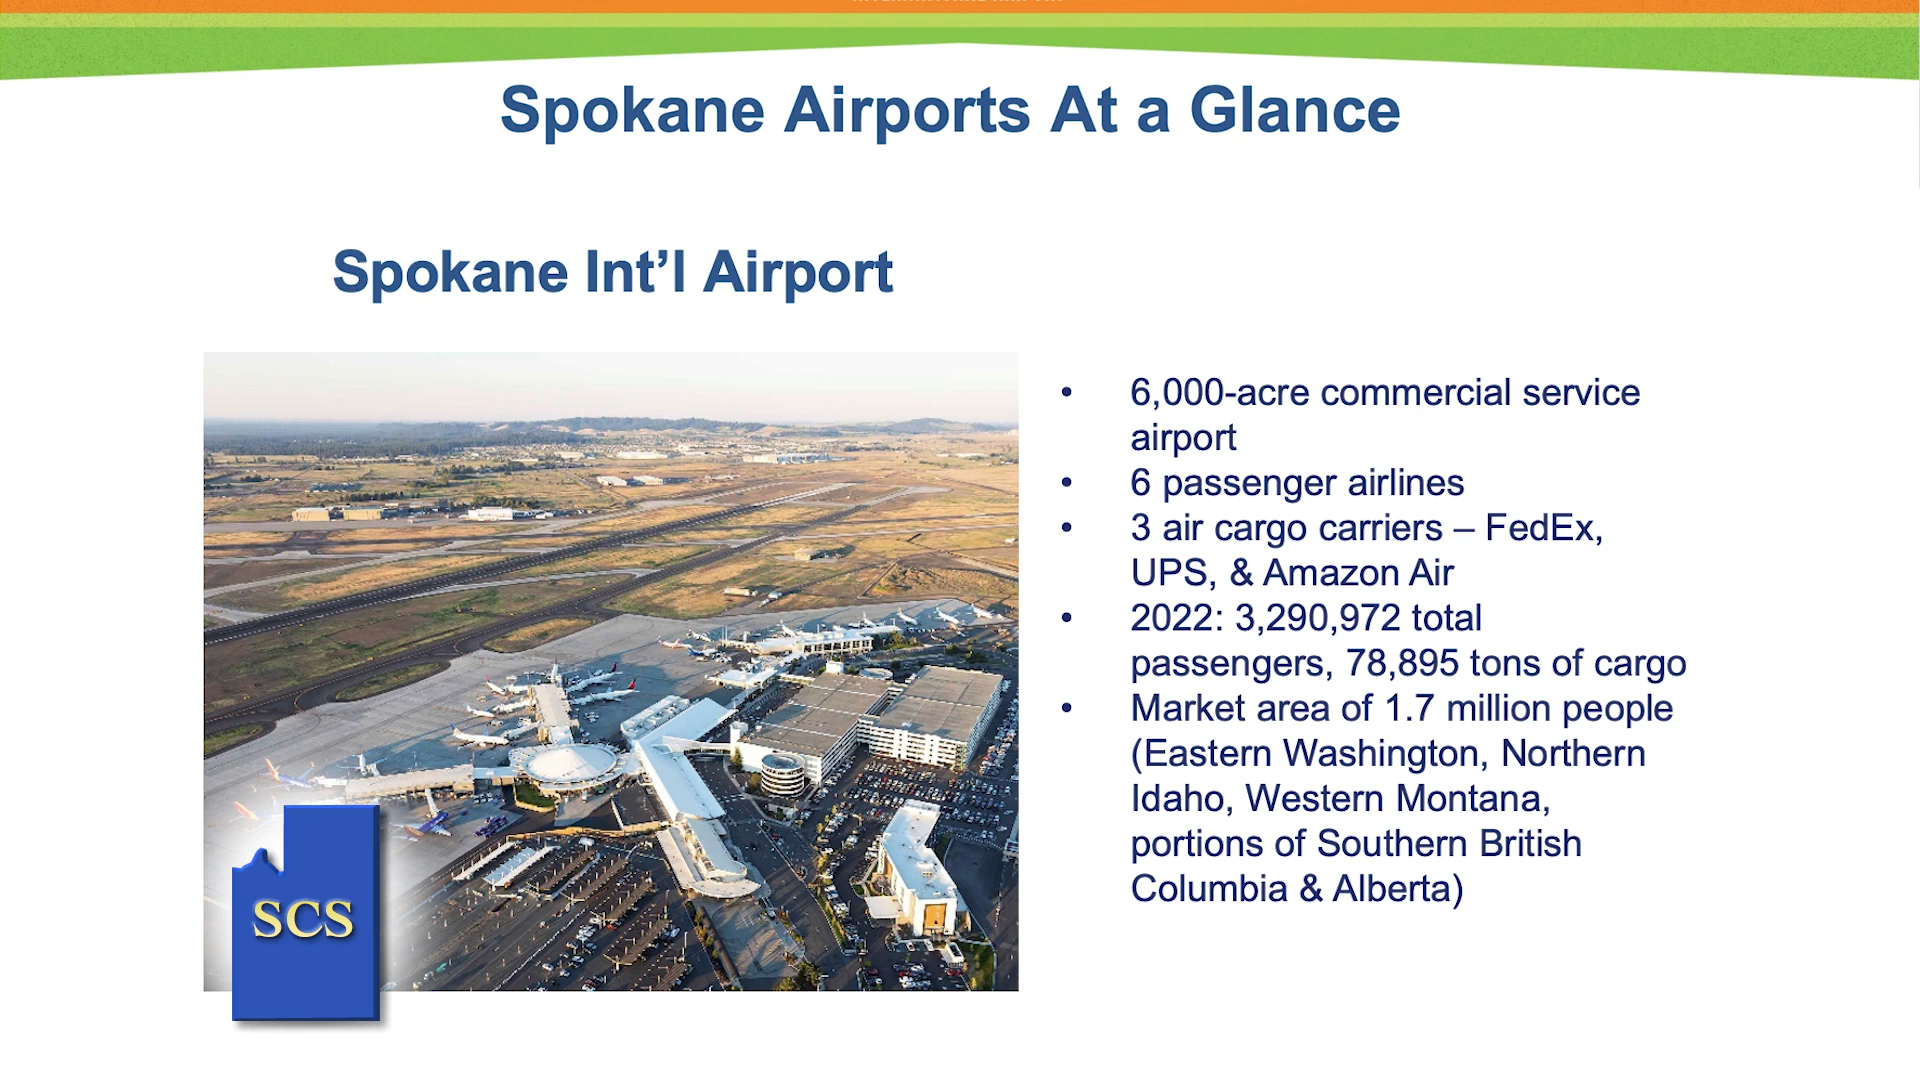 Spokane Airports At a Glance
Spokane Int’l Airport
• 6,000-acre commercial service
airport
• 6 passenger airlines
• 3 air cargo carriers – FedEx,
UPS, & Amazon Air
• 2022: 3,290,972 total
passengers, 78,895 tons of cargo
• Market area of 1.7 million people
(Eastern Washington, Northern
Idaho, Western Montana,
portions of Southern British
Columbia & Alberta)
SCS